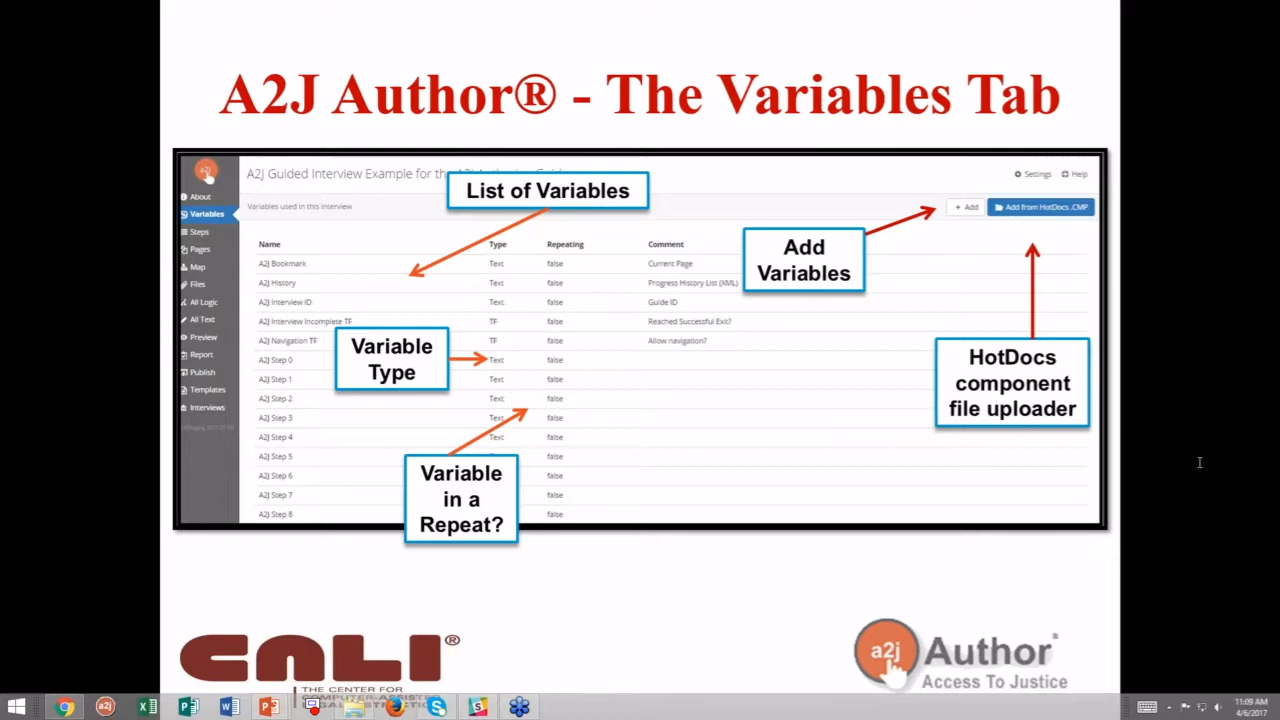 A2J Author® - The Variables Tab
A2J Guided Interview Example for the
Settings
Help
List of Variables
Variables used in this interview
+ Add
Add from HotDocs .CMP
About
Variables
Steps
Pages
Map
Files
All Logic
All Text
Preview
Report
Publish
Templates
Interviews
Name Type Repeating Comment
A2J Bookmark Text false Current Page
A2J History Text false Progress History List (XML)
A2J Interview ID Text false Guide ID
A2J Interview Incomplete TF TF false Reached Successful Exit?
A2J Navigation TF TF false Allow navigation?
A2J Step 0 Text false
A2J Step 1 Text false
A2J Step 2 Text false
A2J Step 3 Text false
A2J Step 4 Text false
A2J Step 5 false
A2J Step 6 false
A2J Step 7 false
A2J Step 8 false
Add
Variables
Variable
Type
HotDocs
component
file uploader
Variable
in a
Repeat?
CALI®
THE CENTER FOR
a2j Author®
Access To Justice
11:09 AM
4/6/2017